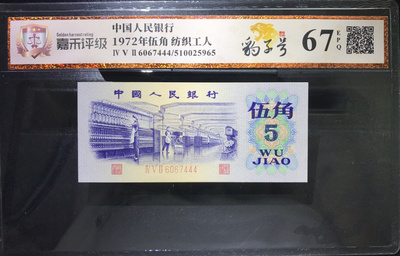 Golden harvest rating
嘉禾评级
中国人民银行
1972年伍角 纺织工人
Ⅳ Ⅴ Ⅱ 6067444/510025965
豹子号
67
EPQ
中國人民银行
伍角
5
WU
JIAO
Ⅳ Ⅴ Ⅱ 6067444